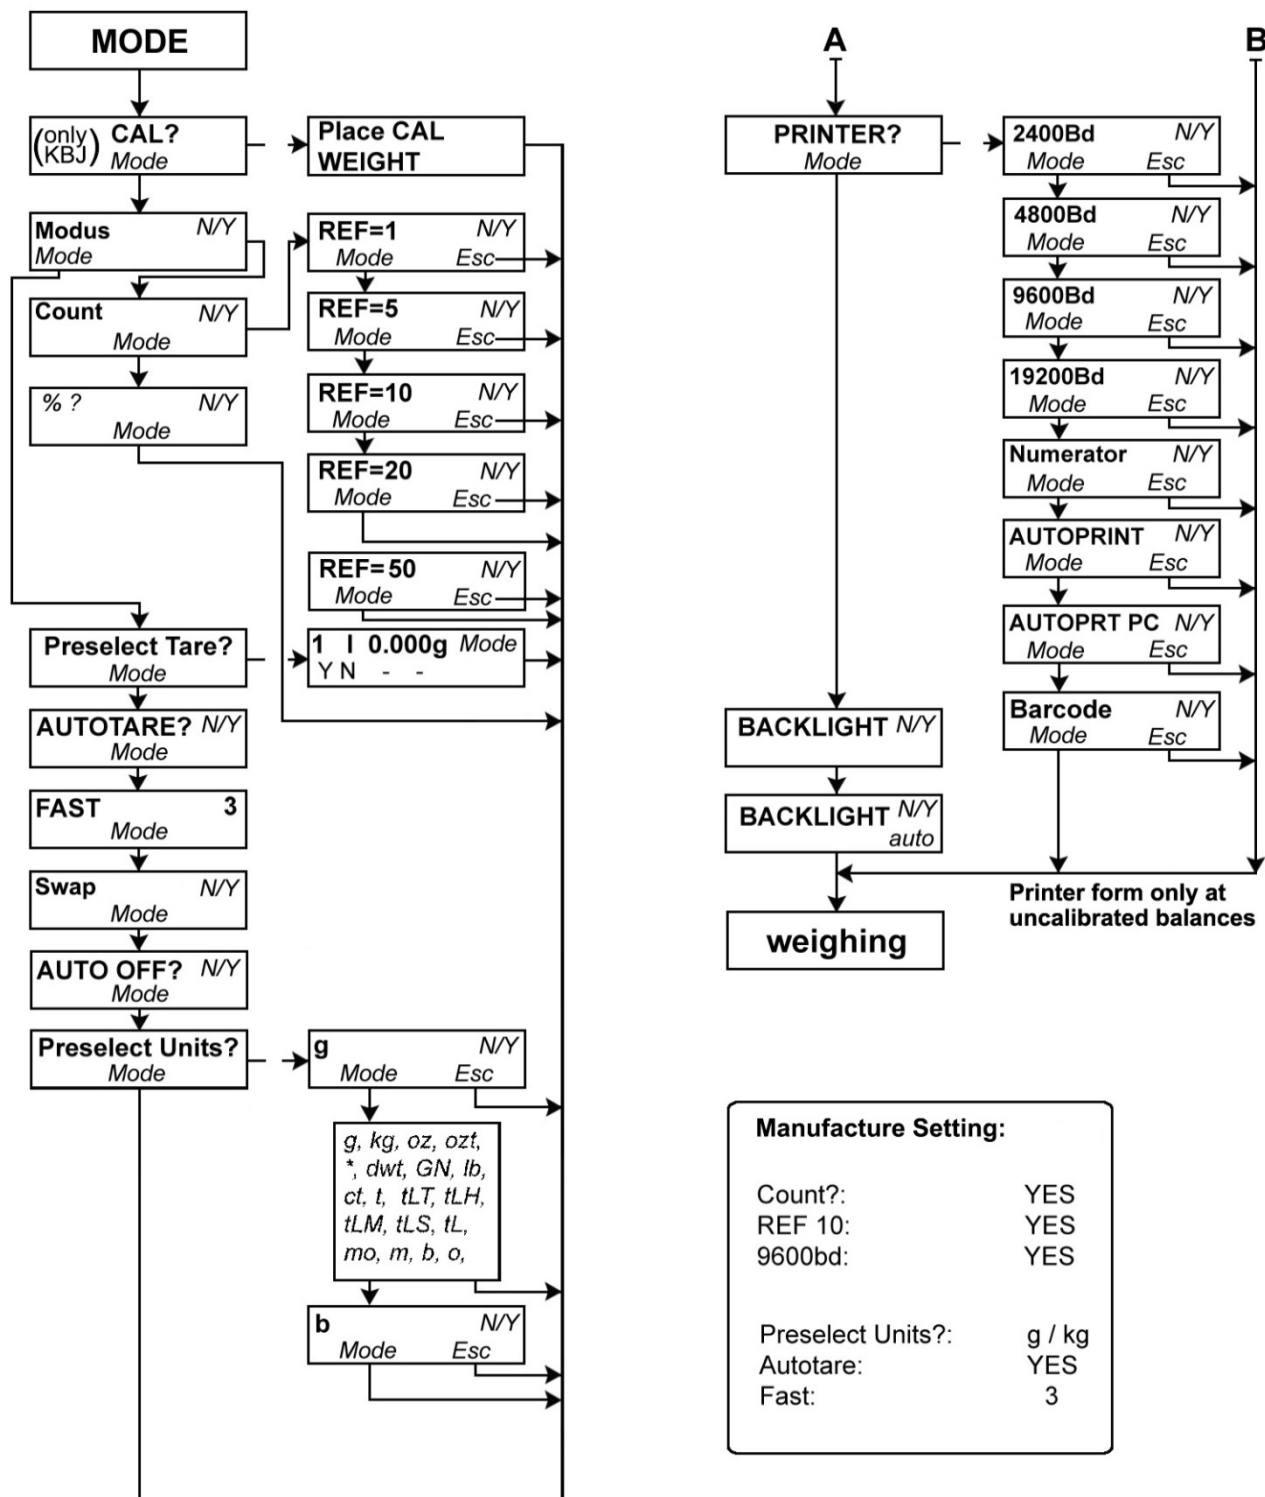 MODE
(only KBJ) CAL?
Mode
Place CAL
WEIGHT
Modus N/Y
Mode
REF=1 N/Y
Mode Esc
Count N/Y
Mode
REF=5 N/Y
Mode Esc
% ? N/Y
Mode
REF=10 N/Y
Mode Esc
REF=20 N/Y
Mode Esc
REF=50 N/Y
Mode Esc
Preselect Tare?
Mode
1 I 0.000g Mode
Y N - -
AUTOTARE? N/Y
Mode
FAST 3
Mode
Swap N/Y
Mode
AUTO OFF? N/Y
Mode
Preselect Units?
Mode
g N/Y
Mode Esc
g, kg, oz, ozt,
*, dwt, GN, lb,
ct, t, tLT, tLH,
tLM, tLS, tL,
mo, m, b, o,
b N/Y
Mode Esc
A
B
PRINTER?
Mode
2400Bd N/Y
Mode Esc
4800Bd N/Y
Mode Esc
9600Bd N/Y
Mode Esc
19200Bd N/Y
Mode Esc
Numerator N/Y
Mode Esc
AUTOPRINT N/Y
Mode Esc
AUTOPRT PC N/Y
Mode Esc
Barcode N/Y
Mode Esc
BACKLIGHT N/Y
BACKLIGHT N/Y
auto
Printer form only at
uncalibrated balances
weighing
Manufacture Setting:
Count?: YES
REF 10: YES
9600bd: YES
Preselect Units?: g / kg
Autotare: YES
Fast: 3